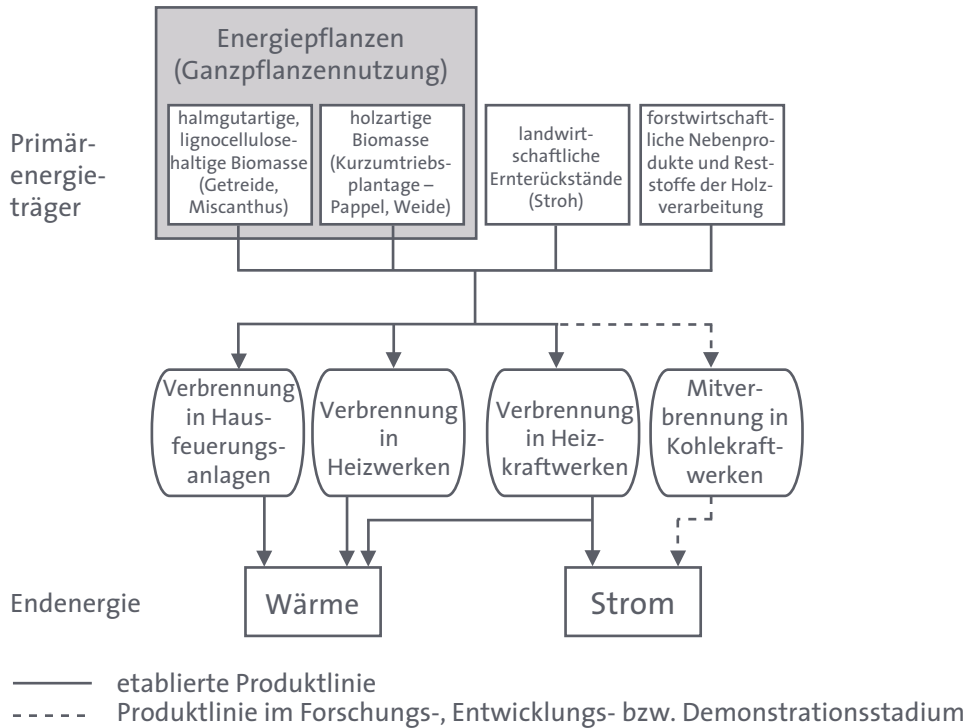 Energiepflanzen
(Ganzpflanzennutzung)
Primär-
energie-
träger
halmgutartige,
lignocellulose-
haltige Biomasse
(Getreide,
Miscanthus)
holzartige
Biomasse
(Kurzumtriebs-
plantage –
Pappel, Weide)
landwirt-
schaftliche
Ernterückstände
(Stroh)
forstwirtschaft-
liche Nebenpro-
dukte und Rest-
stoffe der Holz-
verarbeitung
Verbrennung
in Haus-
feuerungs-
anlagen
Verbrennung
in
Heizwerken
Verbrennung
in Heiz-
kraftwerken
Mitver-
brennung in
Kohlekraft-
werken
Endenergie
Wärme
Strom
etablierte Produktlinie
Produktlinie im Forschungs-, Entwicklungs- bzw. Demonstrationsstadium